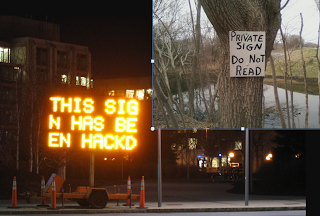 THIS SIG
N HAS BE
EN HACKD
PRIVATE
SIGN
DO NOT
READ